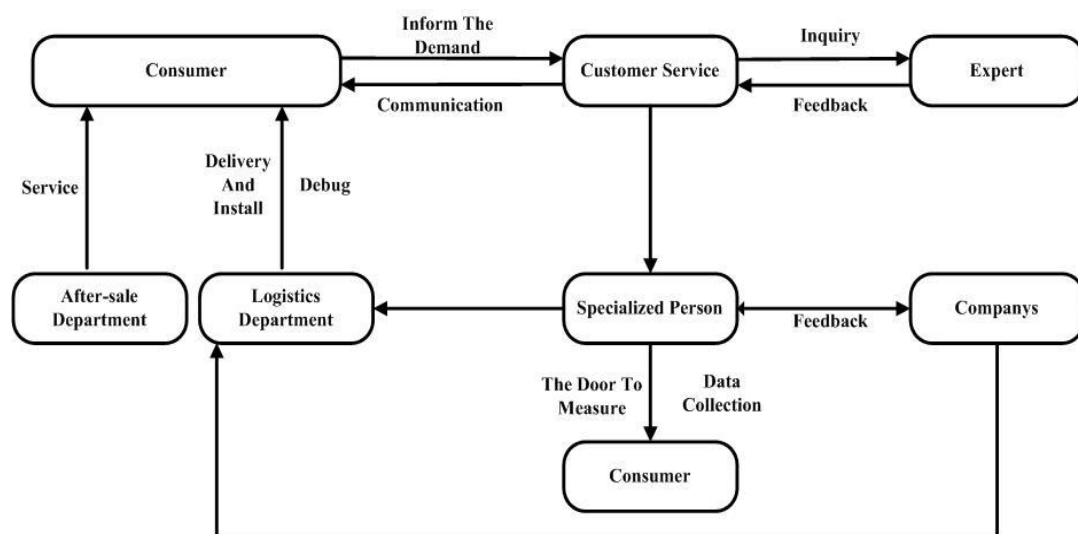 Inform The
Demand
Inquiry
Consumer
Customer Service
Expert
Communication
Feedback
Delivery
And
Install
Service
Debug
After-sale
Department
Logistics
Department
Specialized Person
Companys
Feedback
The Door To
Measure
Data
Collection
Consumer